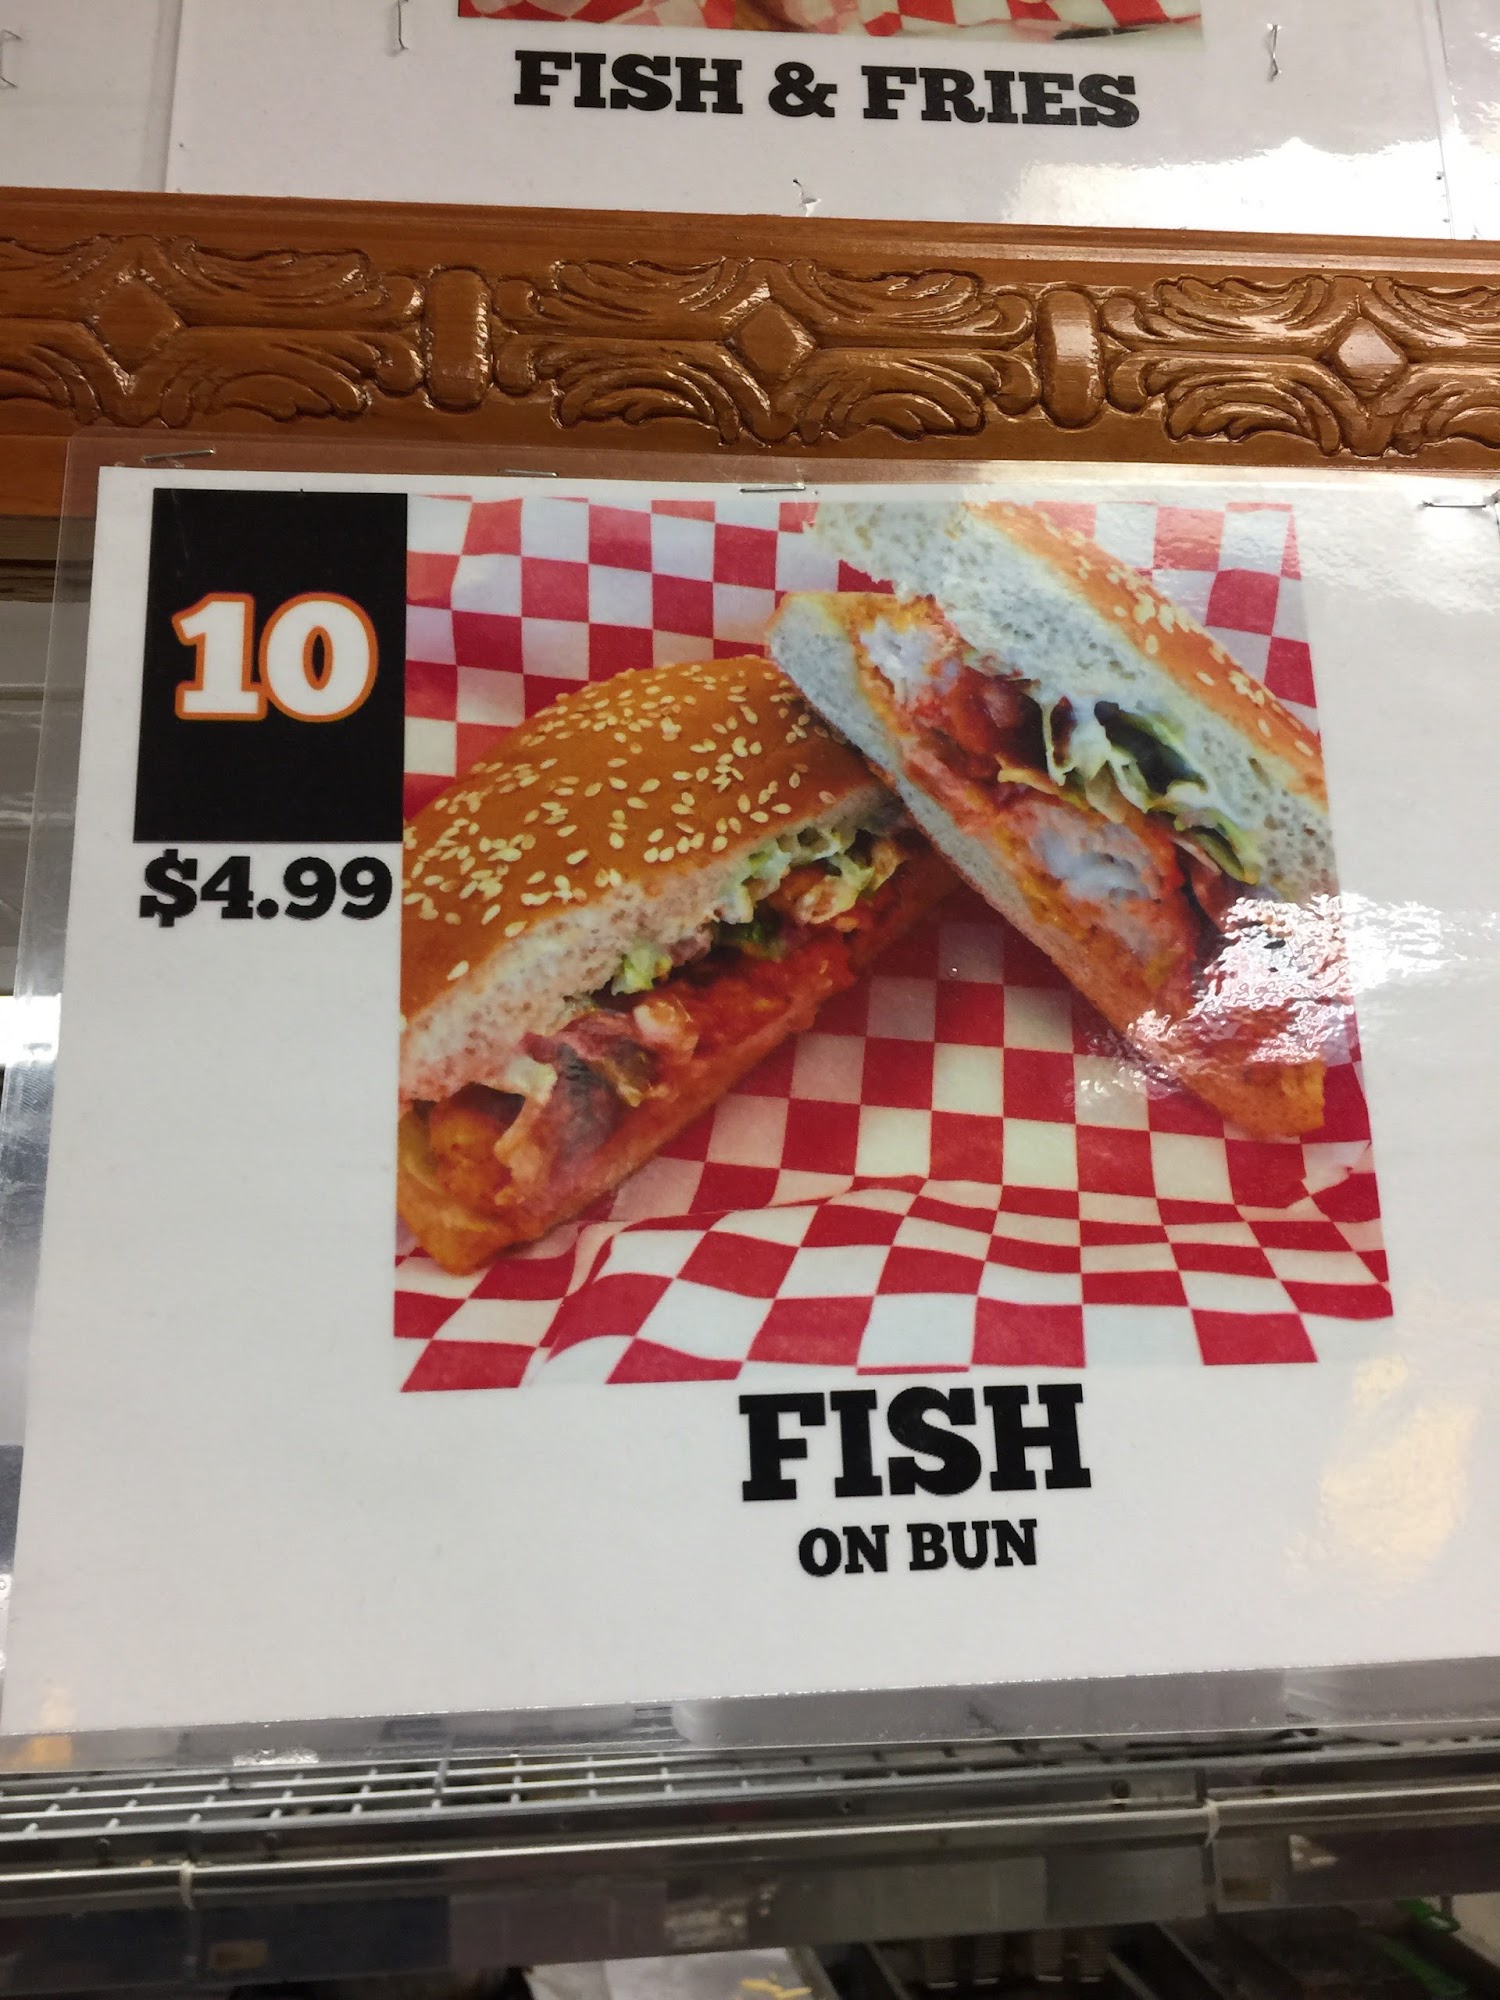 FISH & FRIES
10
$4.99
FISH
ON BUN